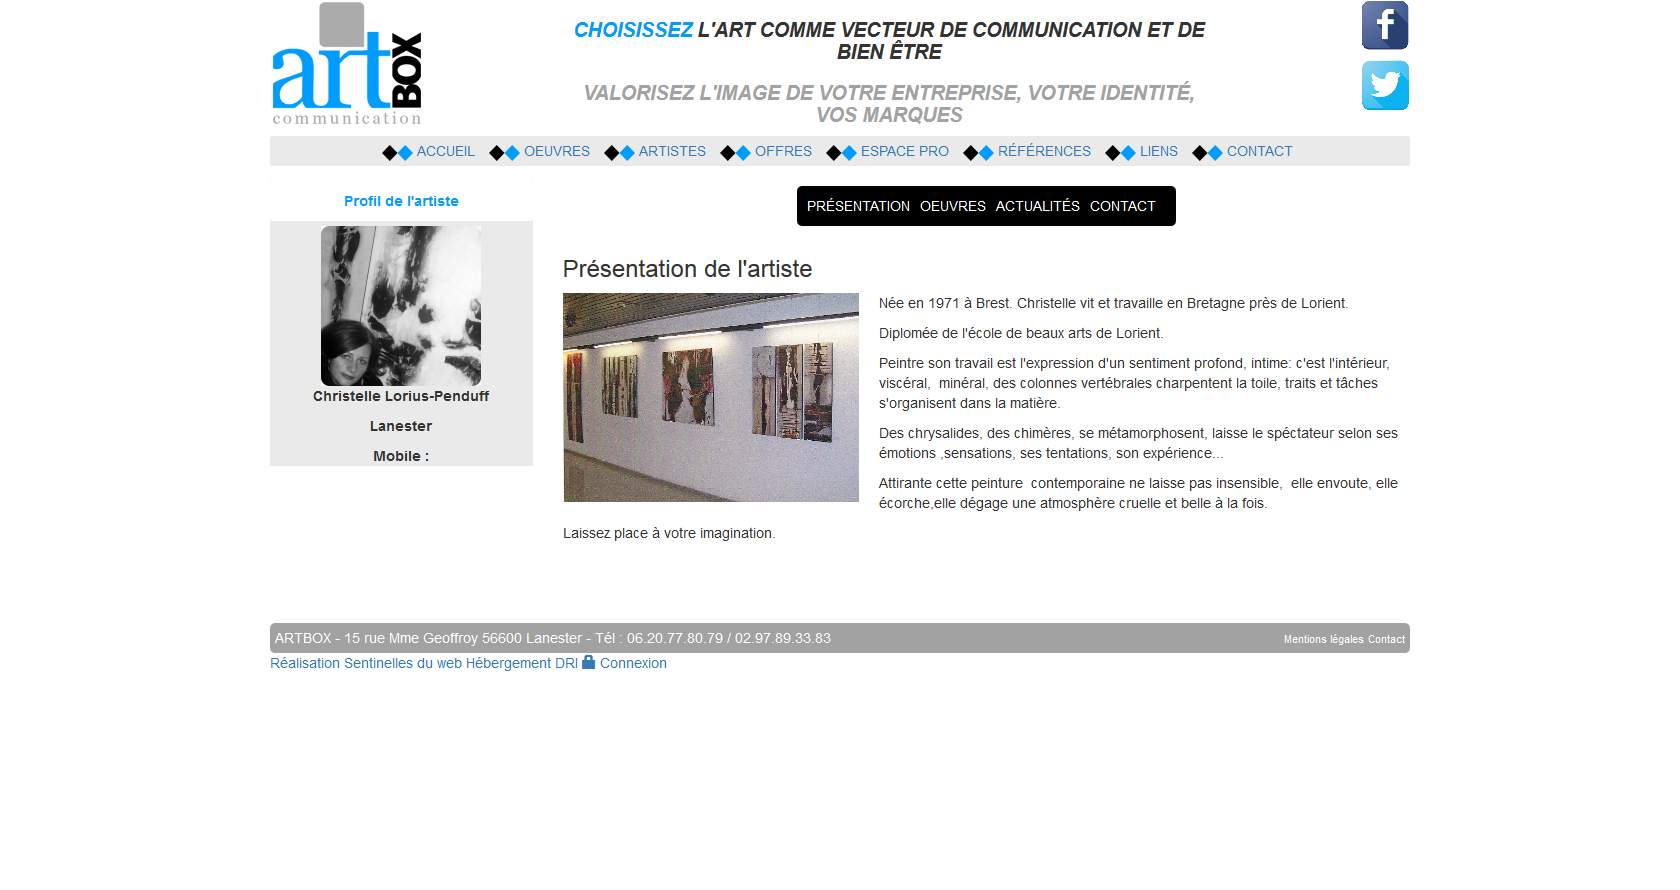 art BOX
communication
CHOISISSEZ L'ART COMME VECTEUR DE COMMUNICATION ET DE
BIEN ÊTRE
VALORISEZ L'IMAGE DE VOTRE ENTREPRISE, VOTRE IDENTITÉ,
VOS MARQUES
ACCUEIL OEUVRES ARTISTES OFFRES ESPACE PRO RÉFÉRENCES LIENS CONTACT
Profil de l'artiste
Christelle Lorius-Penduff
Lanester
Mobile :
PRÉSENTATION OEUVRES ACTUALITÉS CONTACT
Présentation de l'artiste
Née en 1971 à Brest. Christelle vit et travaille en Bretagne près de Lorient.
Diplomée de l'école de beaux arts de Lorient.
Peintre son travail est l'expression d'un sentiment profond, intime: c'est l'intérieur,
viscéral, minéral, des colonnes vertébrales charpentent la toile, traits et tâches
s'organisent dans la matière.
Des chrysalides, des chimères, se métamorphosent, laisse le spéctateur selon ses
émotions ,sensations, ses tentations, son expérience...
Attirante cette peinture contemporaine ne laisse pas insensible, elle envoute, elle
écorche,elle dégage une atmosphère cruelle et belle à la fois.
Laissez place à votre imagination.
ARTBOX - 15 rue Mme Geoffroy 56600 Lanester - Tél : 06.20.77.80.79 / 02.97.89.33.83
Mentions légales Contact
Réalisation Sentinelles du web Hébergement DRI Connexion